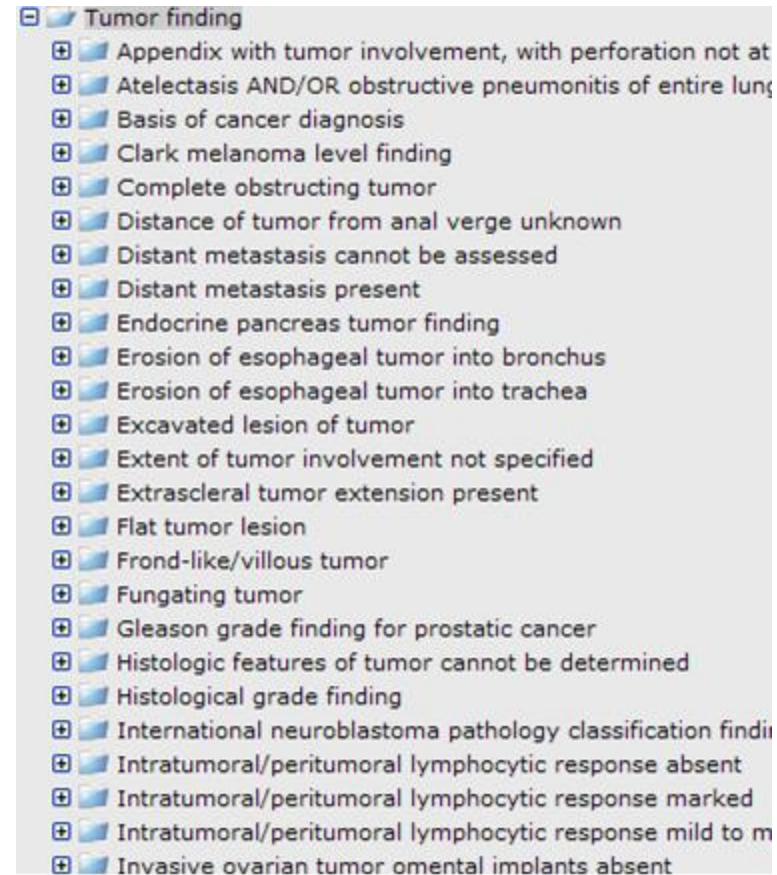 Tumor finding
Appendix with tumor involvement, with perforation not at
Atelectasis AND/OR obstructive pneumonitis of entire lung
Basis of cancer diagnosis
Clark melanoma level finding
Complete obstructing tumor
Distance of tumor from anal verge unknown
Distant metastasis cannot be assessed
Distant metastasis present
Endocrine pancreas tumor finding
Erosion of esophageal tumor into bronchus
Erosion of esophageal tumor into trachea
Excavated lesion of tumor
Extent of tumor involvement not specified
Extrascleral tumor extension present
Flat tumor lesion
Frond-like/villous tumor
Fungating tumor
Gleason grade finding for prostatic cancer
Histologic features of tumor cannot be determined
Histological grade finding
International neuroblastoma pathology classification findi
Intratumoral/peritumoral lymphocytic response absent
Intratumoral/peritumoral lymphocytic response marked
Intratumoral/peritumoral lymphocytic response mild to m
Invasive ovarian tumor omental implants absent